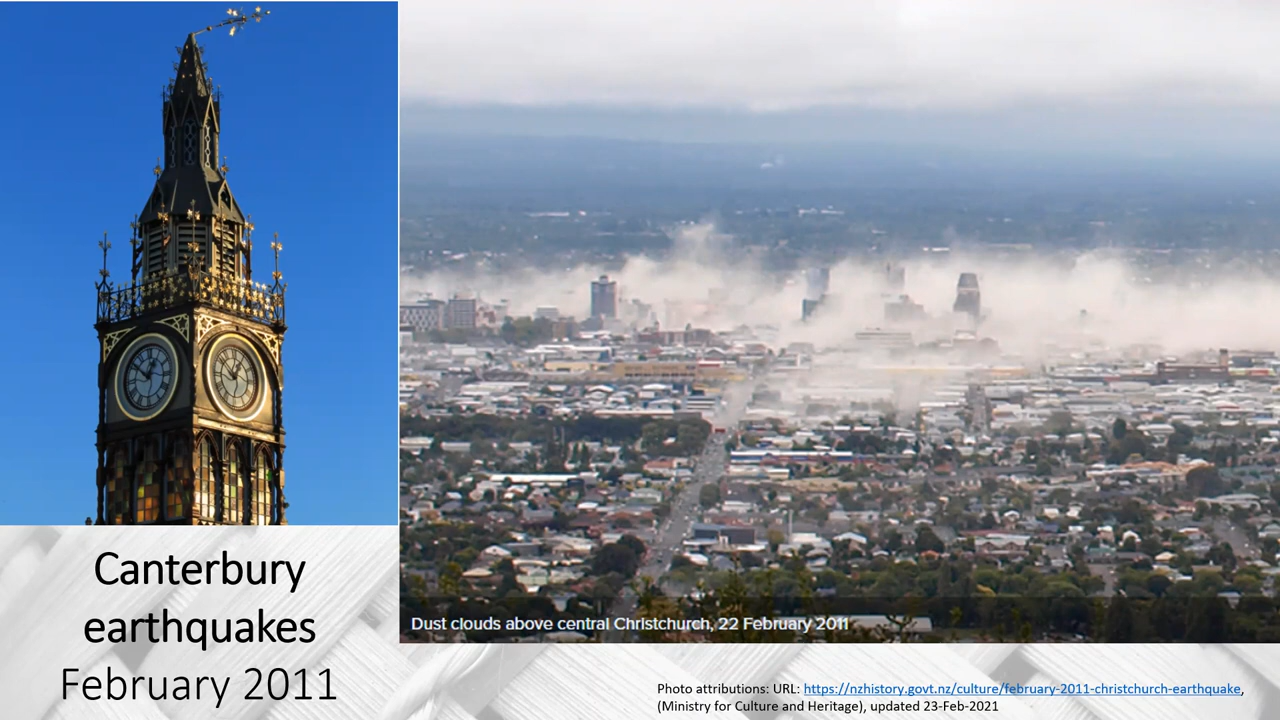 Canterbury
earthquakes
February 2011
Dust clouds above central Christchurch, 22 February 2011
Photo attributions: URL: https://nzhistory.govt.nz/culture/february-2011-christchurch-earthquake,
(Ministry for Culture and Heritage), updated 23-Feb-2021